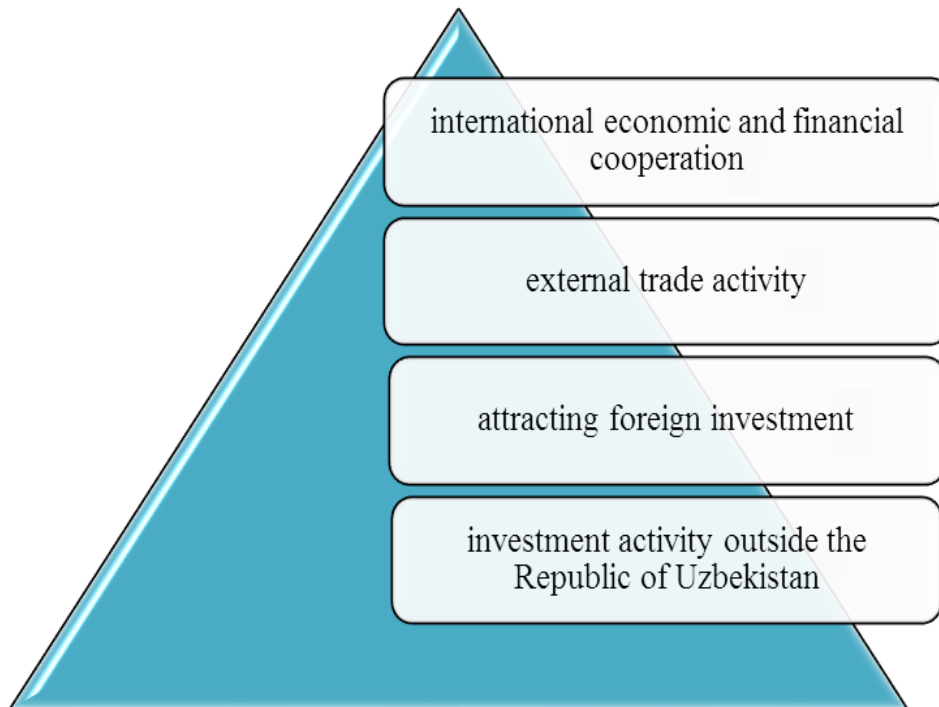 international economic and financial
cooperation
external trade activity
attracting foreign investment
investment activity outside the
Republic of Uzbekistan